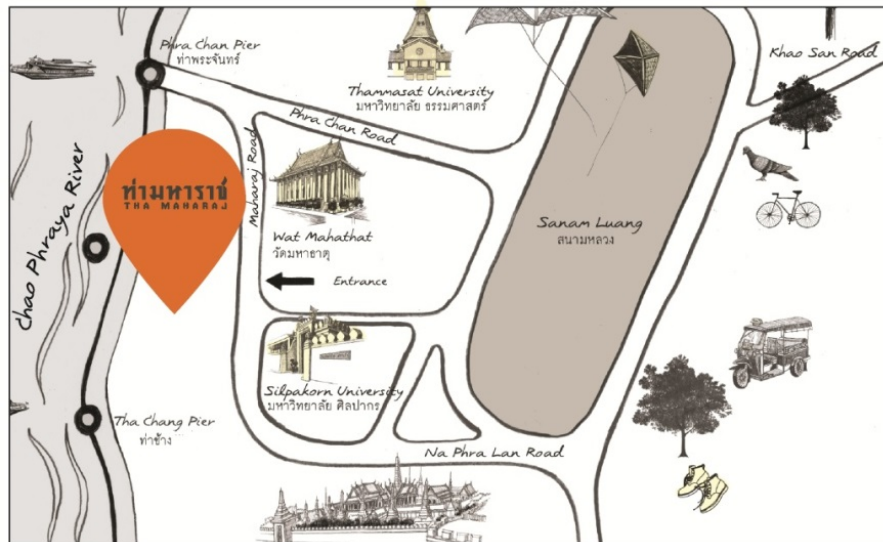 Phra Chan Pier
ท่าพระจันทร์
Khao San Road
Thammasat University
มหาวิทยาลัย ธรรมศาสตร์
Phra Chan Road
Maharaj Road
ท่ามหาราช
THA MAHARAJ
Chao Phraya River
Wat Mahathat
วัดมหาธาตุ
Sanam Luang
สนามหลวง
Entrance
Silpakorn University
มหาวิทยาลัย ศิลปากร
Tha Chang Pier
ท่าช้าง
Na Phra Lan Road